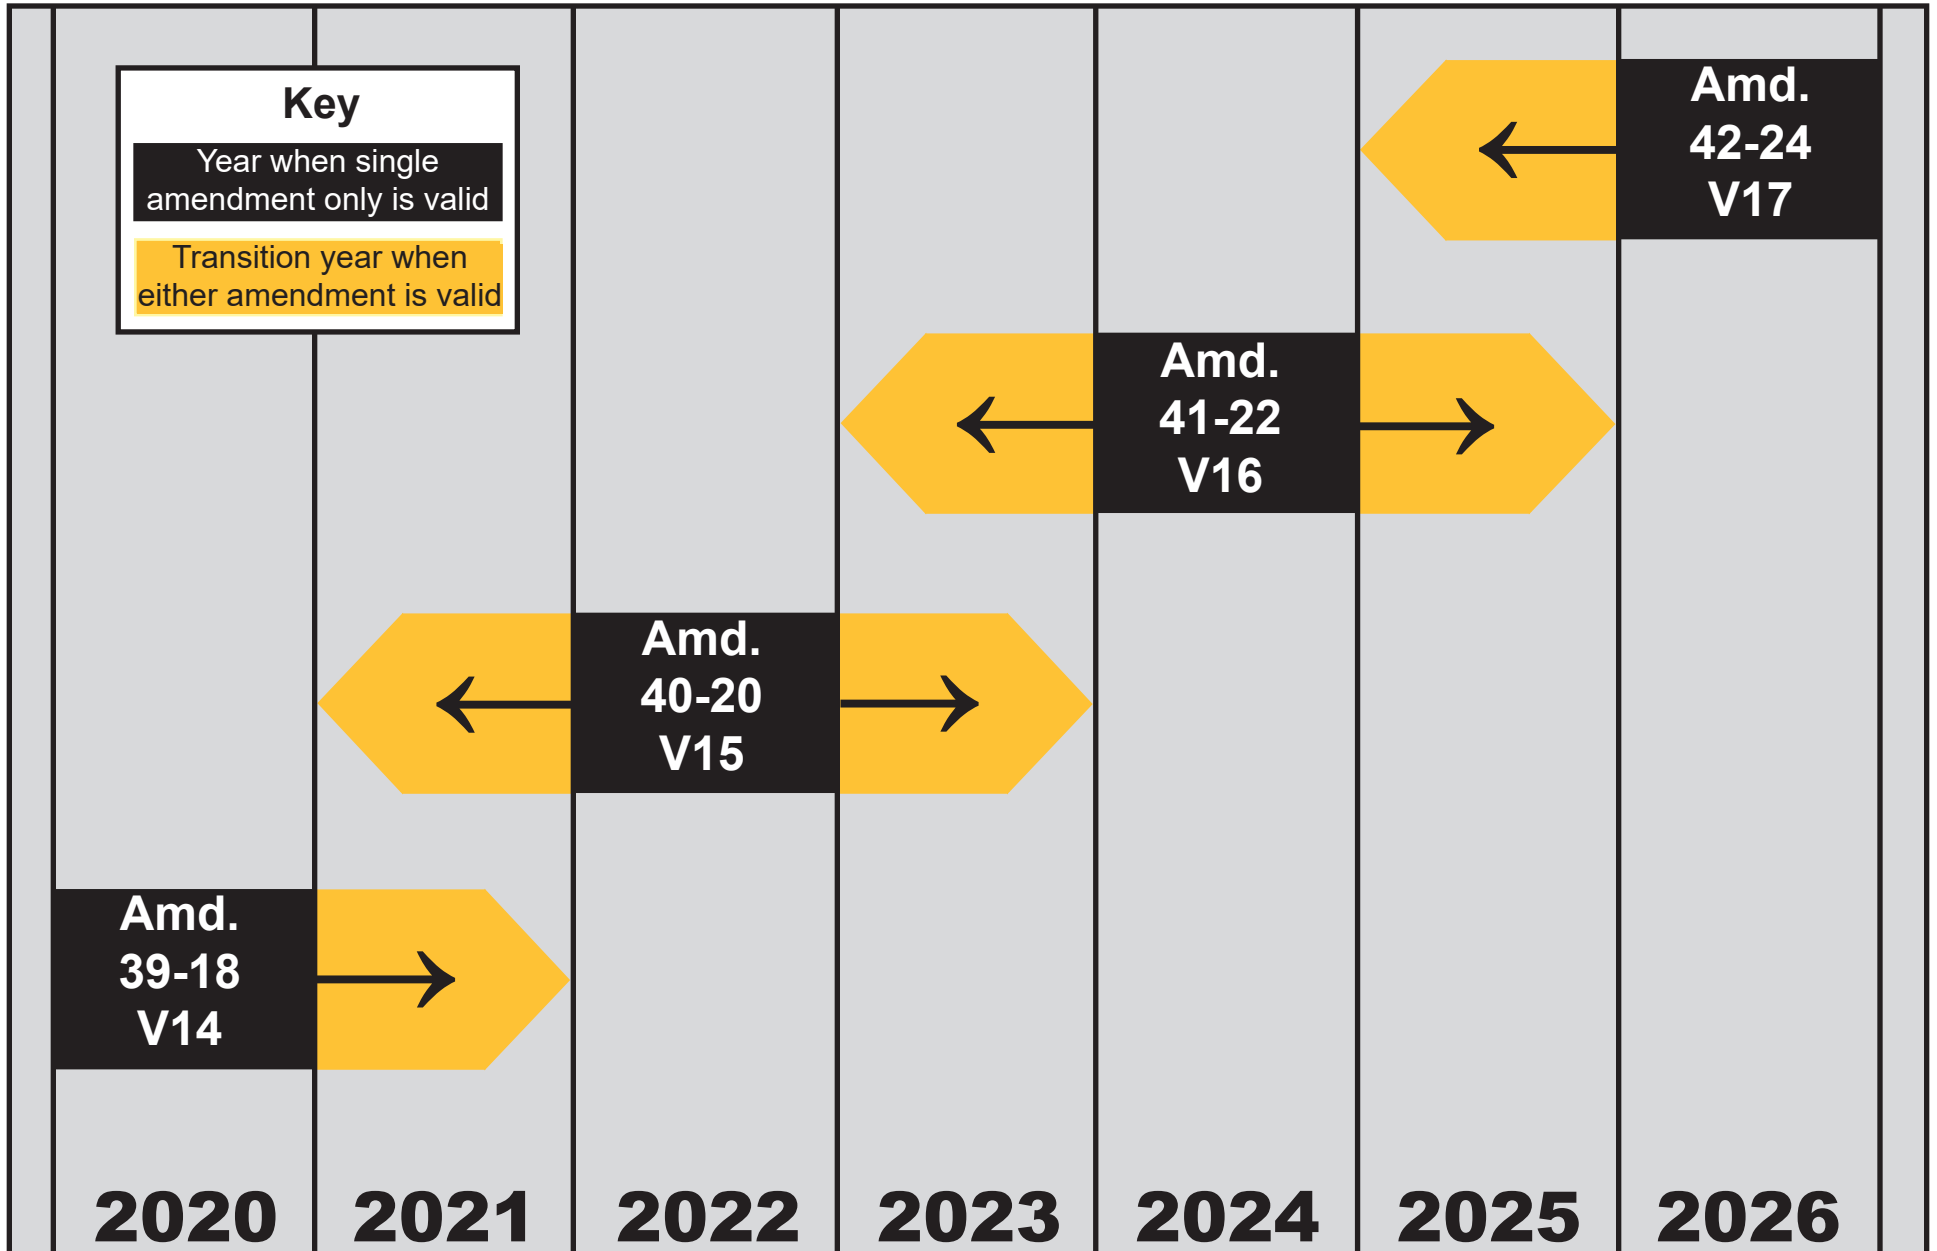 Key
Year when single
amendment only is valid
Transition year when
either amendment is valid
Amd.
42-24
V17
Amd.
41-22
V16
Amd.
40-20
V15
Amd.
39-18
V14
2020 2021 2022 2023 2024 2025 2026